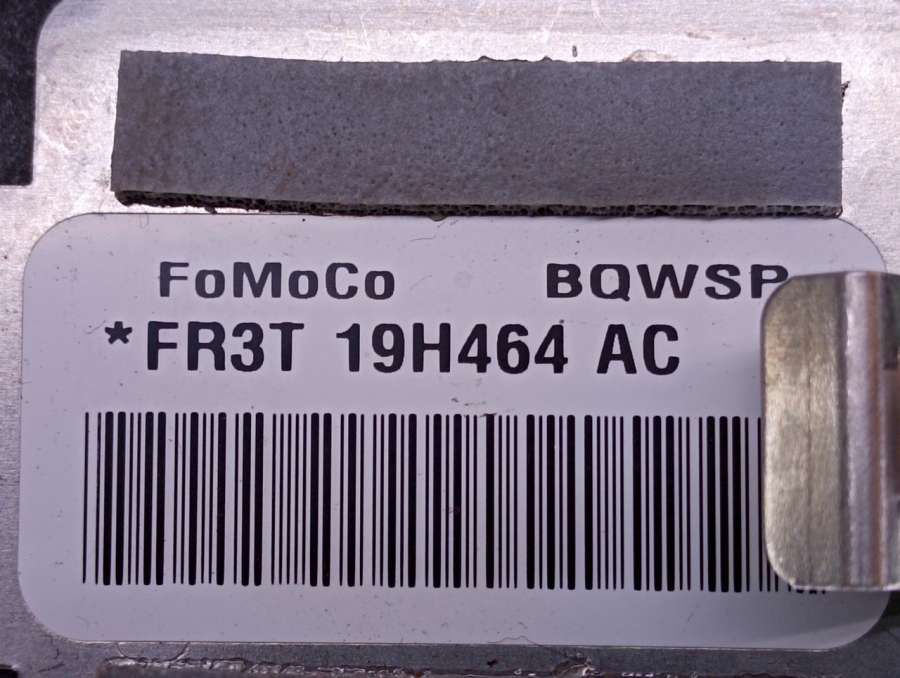 FoMoCo BQWSP
*FR3T 19H464 AC